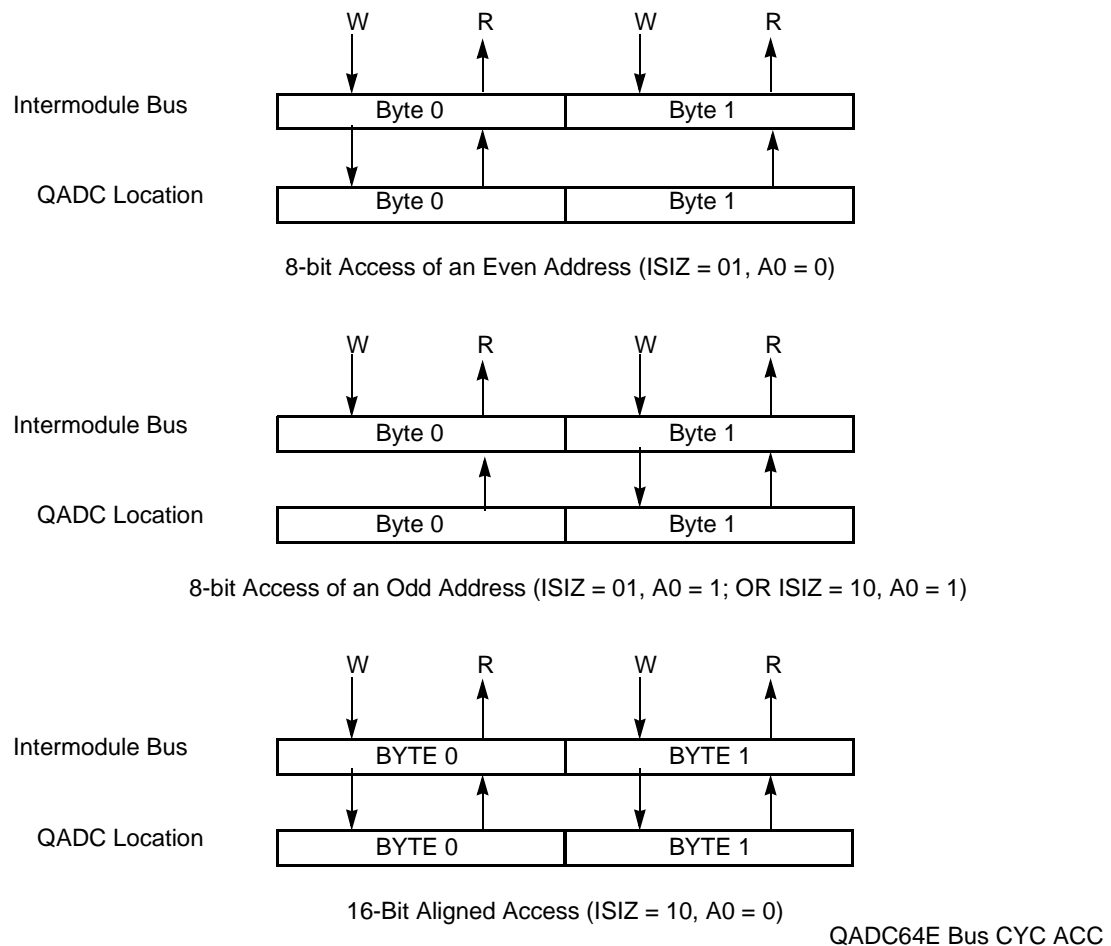 W R W R
Intermodule Bus Byte 0 Byte 1
QADC Location Byte 0 Byte 1
8-bit Access of an Even Address (ISIZ = 01, A0 = 0)
W R W R
Intermodule Bus Byte 0 Byte 1
QADC Location Byte 0 Byte 1
8-bit Access of an Odd Address (ISIZ = 01, A0 = 1; OR ISIZ = 10, A0 = 1)
W R W R
Intermodule Bus BYTE 0 BYTE 1
QADC Location BYTE 0 BYTE 1
16-Bit Aligned Access (ISIZ = 10, A0 = 0)
QADC64E Bus CYC ACC